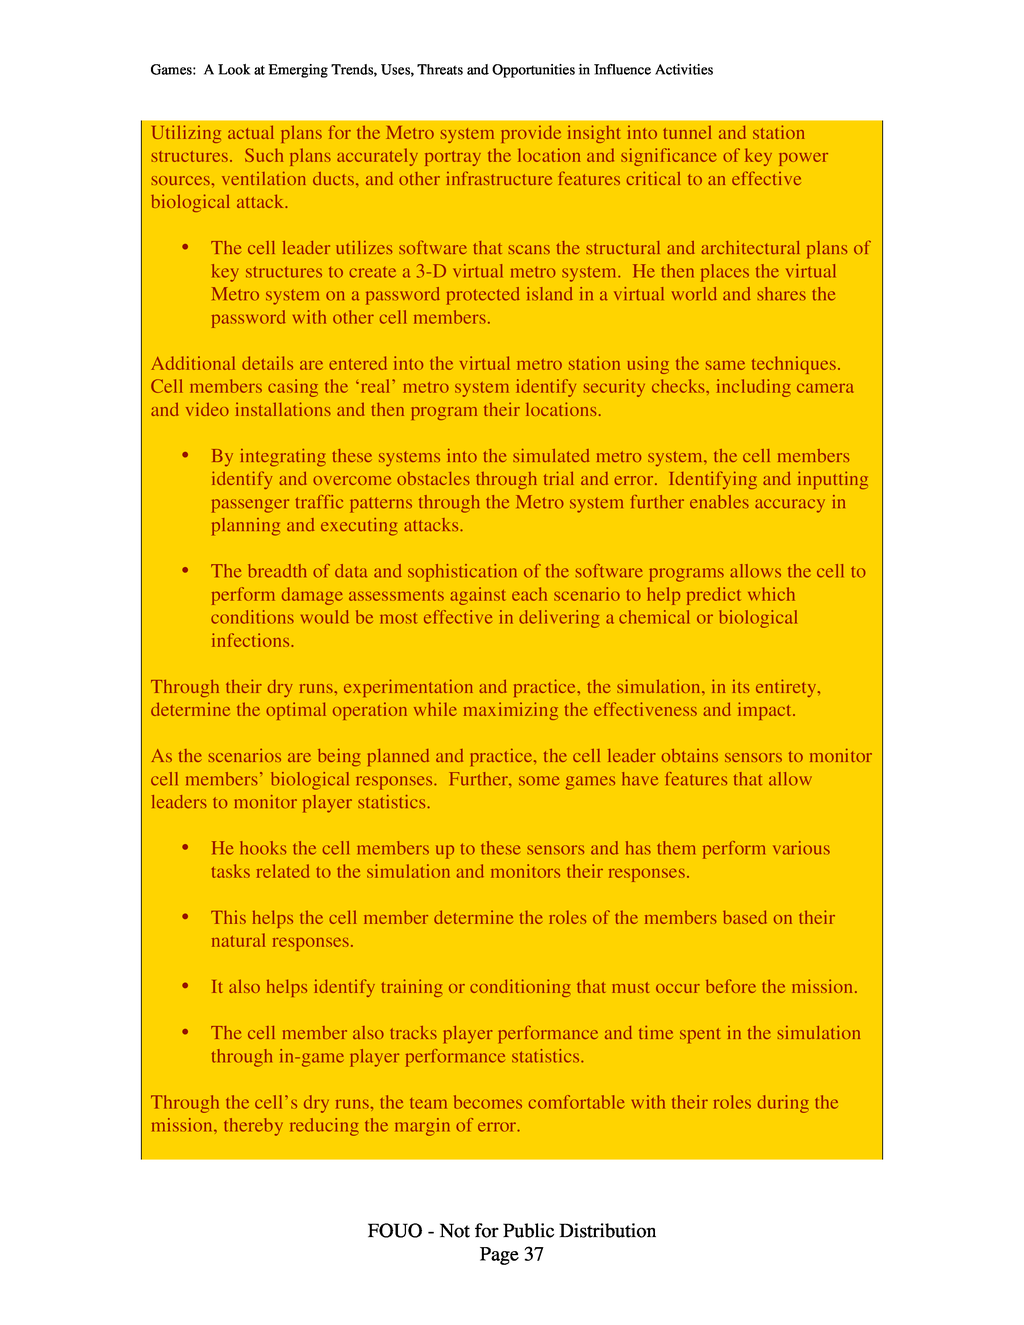 Games:  A Look at Emerging Trends, Uses, Threats and Opportunities in Influence Activities
Utilizing actual plans for the Metro system provide insight into tunnel and station
structures.  Such plans accurately portray the location and significance of key power
sources, ventilation ducts, and other infrastructure features critical to an effective
biological attack.
• The cell leader utilizes software that scans the structural and architectural plans of
key structures to create a 3-D virtual metro system.  He then places the virtual
Metro system on a password protected island in a virtual world and shares the
password with other cell members.
Additional details are entered into the virtual metro station using the same techniques.
Cell members casing the ‘real’ metro system identify security checks, including camera
and video installations and then program their locations.
• By integrating these systems into the simulated metro system, the cell members
identify and overcome obstacles through trial and error.  Identifying and inputting
passenger traffic patterns through the Metro system further enables accuracy in
planning and executing attacks.
• The breadth of data and sophistication of the software programs allows the cell to
perform damage assessments against each scenario to help predict which
conditions would be most effective in delivering a chemical or biological
infections.
Through their dry runs, experimentation and practice, the simulation, in its entirety,
determine the optimal operation while maximizing the effectiveness and impact.
As the scenarios are being planned and practice, the cell leader obtains sensors to monitor
cell members’ biological responses.  Further, some games have features that allow
leaders to monitor player statistics.
• He hooks the cell members up to these sensors and has them perform various
tasks related to the simulation and monitors their responses.
• This helps the cell member determine the roles of the members based on their
natural responses.
• It also helps identify training or conditioning that must occur before the mission.
• The cell member also tracks player performance and time spent in the simulation
through in-game player performance statistics.
Through the cell’s dry runs, the team becomes comfortable with their roles during the
mission, thereby reducing the margin of error.
FOUO - Not for Public Distribution
Page 37